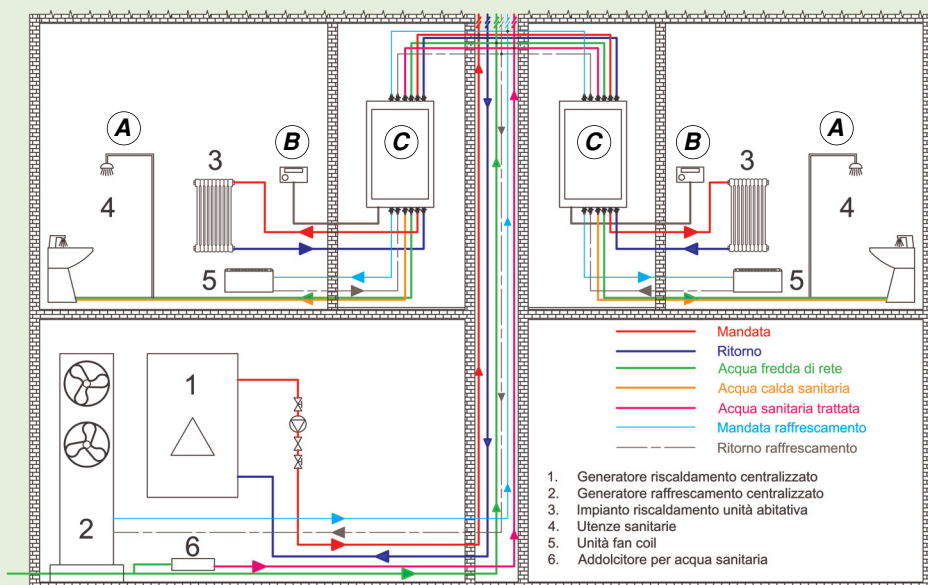 A
B
C
C
B
A
3
3
4
4
5
5
1
2
6
Mandata
Ritorno
Acqua fredda di rete
Acqua calda sanitaria
Acqua sanitaria trattata
Mandata raffrescamento
Ritorno raffrescamento
1. Generatore riscaldamento centralizzato
2. Generatore raffrescamento centralizzato
3. Impianto riscaldamento unità abitativa
4. Utenze sanitarie
5. Unità fan coil
6. Addolcitore per acqua sanitaria